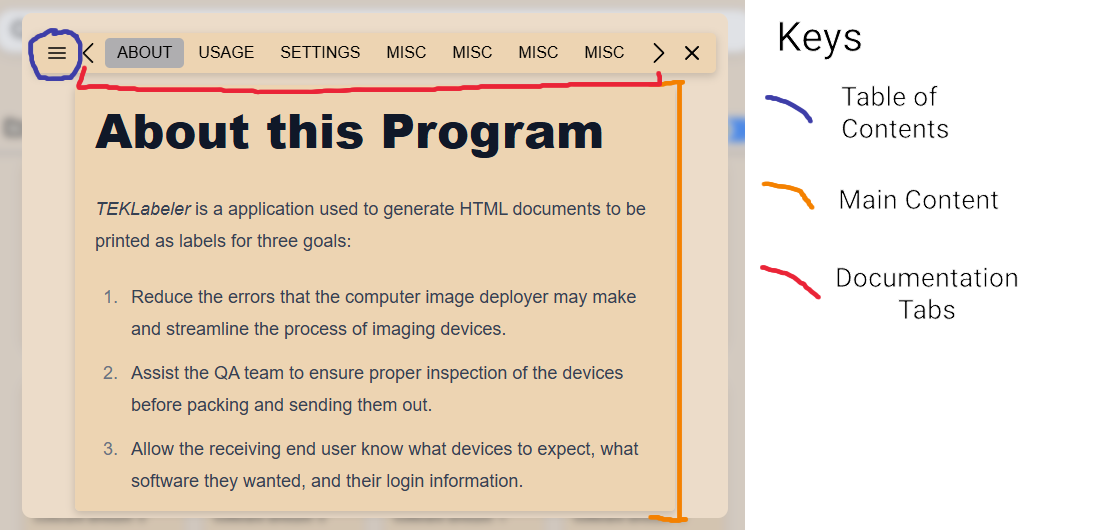 ABOUT USAGE SETTINGS MISC MISC MISC MISC
About this Program
TEKLabeler is a application used to generate HTML documents to be
printed as labels for three goals:
1. Reduce the errors that the computer image deployer may make
and streamline the process of imaging devices.
2. Assist the QA team to ensure proper inspection of the devices
before packing and sending them out.
3. Allow the receiving end user know what devices to expect, what
software they wanted, and their login information.
Keys
Table of
Contents
Main Content
Documentation
Tabs